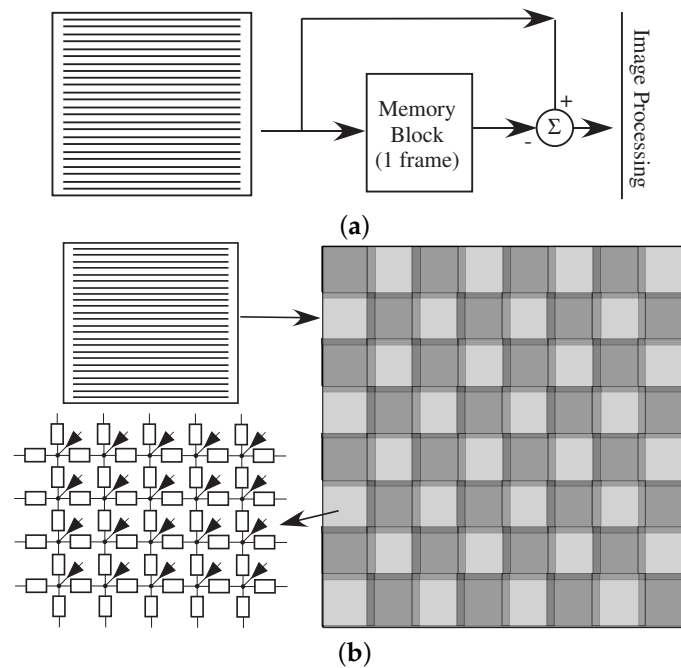 Memory
Block
(1 frame)
+
-
Σ
Image Processing
(a)
(b)